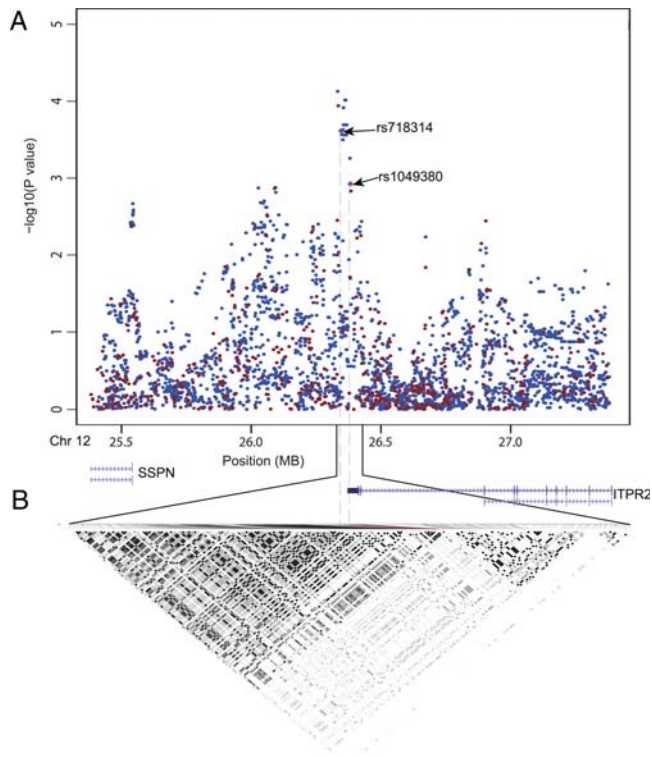 A
5
4
3
2
1
0
−log10(P value)
rs718314
rs1049380
Chr 12
25.5
26.0
26.5
27.0
Position (MB)
SSPN
ITPR2
B